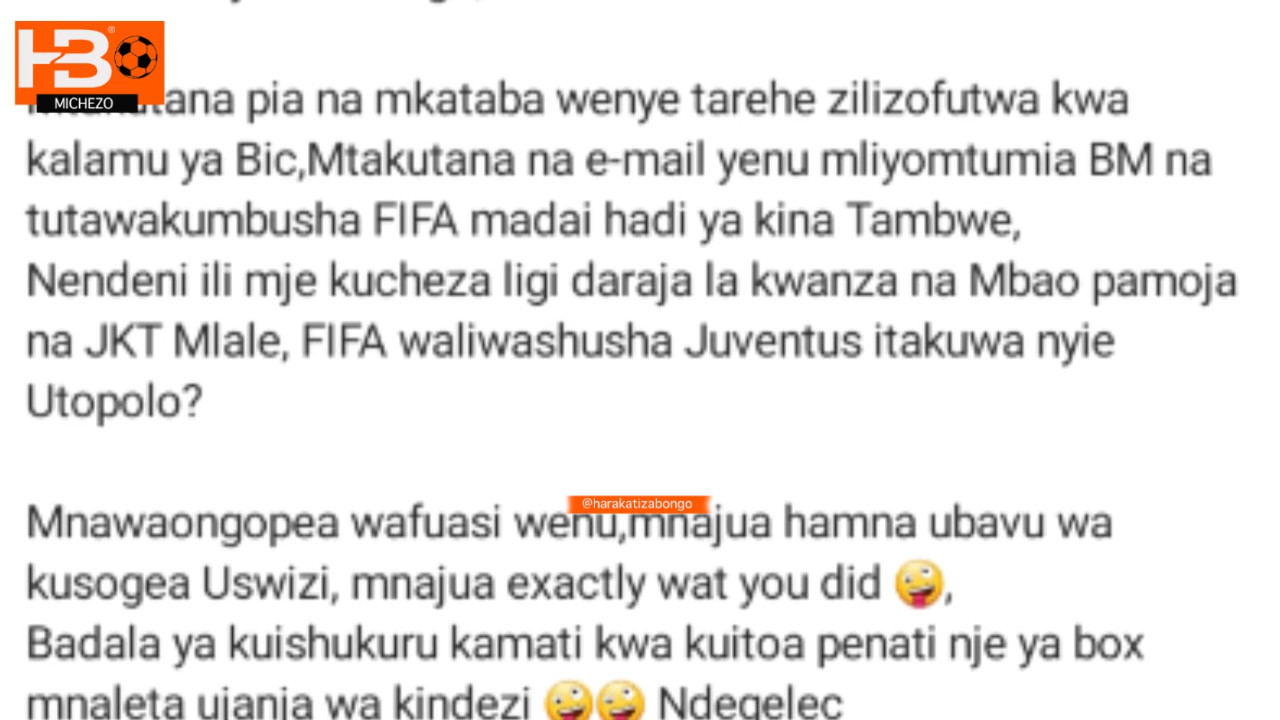 HB
MICHEZO
pia na mkataba wenye tarehe zilizofutwa kwa
kalamu ya Bic,Mtakutana na e-mail yenu mliyomtumia BM na
tutawakumbusha FIFA madai hadi ya kina Tambwe,
Nendeni ili mje kucheza ligi daraja la kwanza na Mbao pamoja
na JKT Mlale, FIFA waliwashusha Juventus itakuwa nyie
Utopolo?
@harakatizabongo
Mnawaongopea wafuasi wenu,mnajua hamna ubavu wa
kusogea Uswizi, mnajua exactly wat you did 🤪,
Badala ya kuishukuru kamati kwa kuitoa penati nje ya box
mnaleta ujanja wa kindezi 🤪🤪 Ndegelec